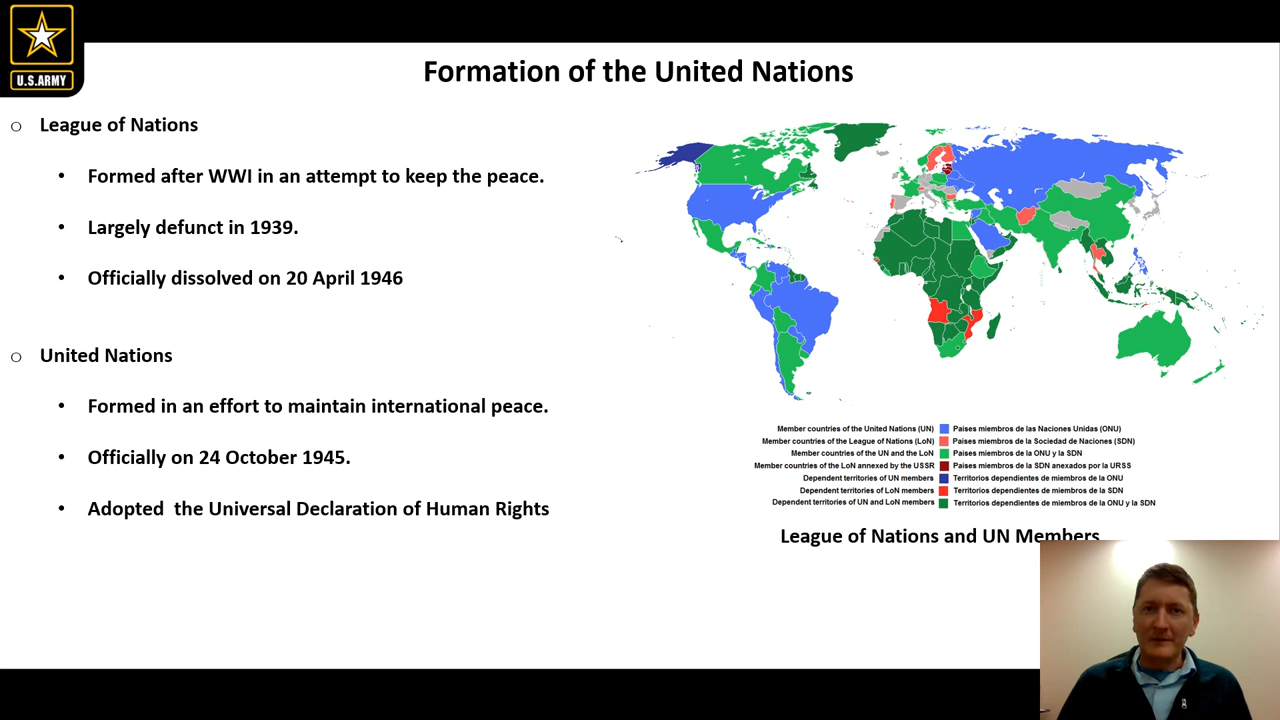 U.S.ARMY
Formation of the United Nations
○ League of Nations
• Formed after WWI in an attempt to keep the peace.
• Largely defunct in 1939.
• Officially dissolved on 20 April 1946
○ United Nations
• Formed in an effort to maintain international peace.
• Officially on 24 October 1945.
• Adopted  the Universal Declaration of Human Rights
Member countries of the United Nations (UN) Paises miembros de las Naciones Unidas (ONU)
Member countries of the League of Nations (LoN) Paises miembros de la Sociedad de Naciones (SDN)
Member countries of the UN and the LoN Paises miembros de la ONU y la SDN
Member countries of the LoN annexed by the USSR Paises miembros de la SDN anexados por la URSS
Dependent territories of UN members Territorios dependientes de miembros de la ONU
Dependent territories of LoN members Territorios dependientes de miembros de la SDN
Dependent territories of UN and LoN members Territorios dependientes de miembros de la ONU y la SDN
League of Nations and UN Members